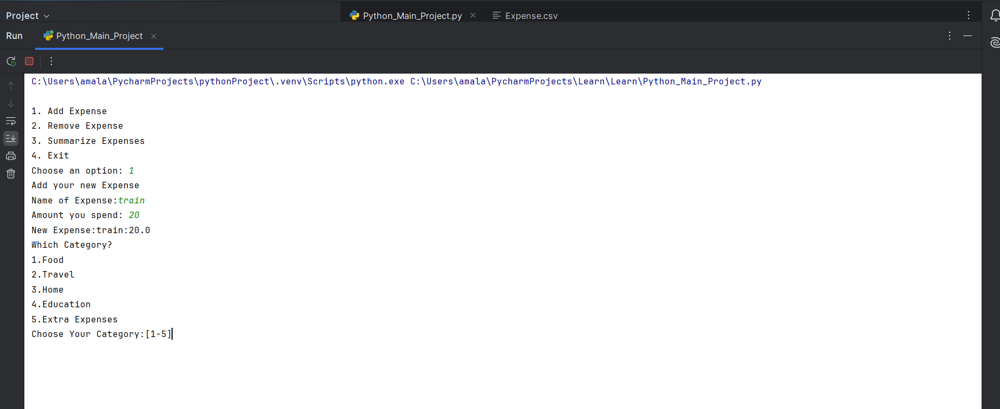 Project
Python_Main_Project.py
Expense.csv
Run
Python_Main_Project
C:\Users\amala\PycharmProjects\pythonProject\.venv\Scripts\python.exe C:\Users\amala\PycharmProjects\Learn\Learn\Python_Main_Project.py
1. Add Expense
2. Remove Expense
3. Summarize Expenses
4. Exit
Choose an option: 1
Add your new Expense
Name of Expense:train
Amount you spend: 20
New Expense:train:20.0
Which Category?
1.Food
2.Travel
3.Home
4.Education
5.Extra Expenses
Choose Your Category:[1-5]